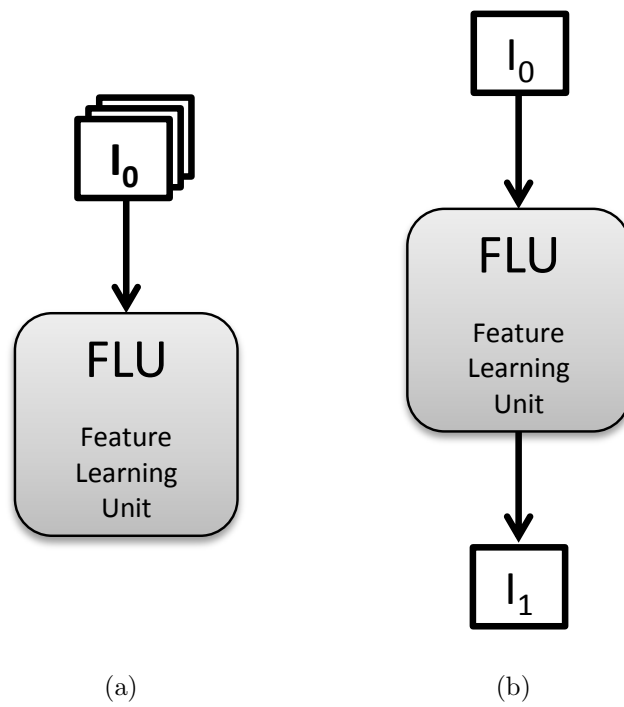 I₀
FLU
Feature
Learning
Unit
(a)
I₀
FLU
Feature
Learning
Unit
I₁
(b)